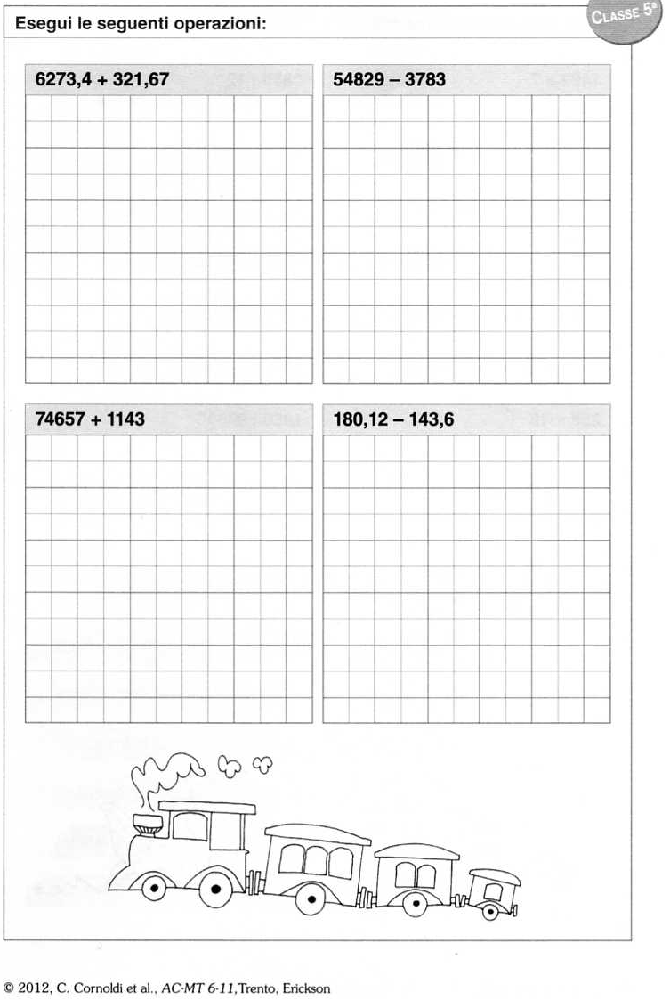 CLASSE 5ª
Esegui le seguenti operazioni:
6273,4 + 321,67
54829 – 3783
74657 + 1143
180,12 – 143,6
© 2012, C. Cornoldi et al., AC-MT 6-11, Trento, Erickson